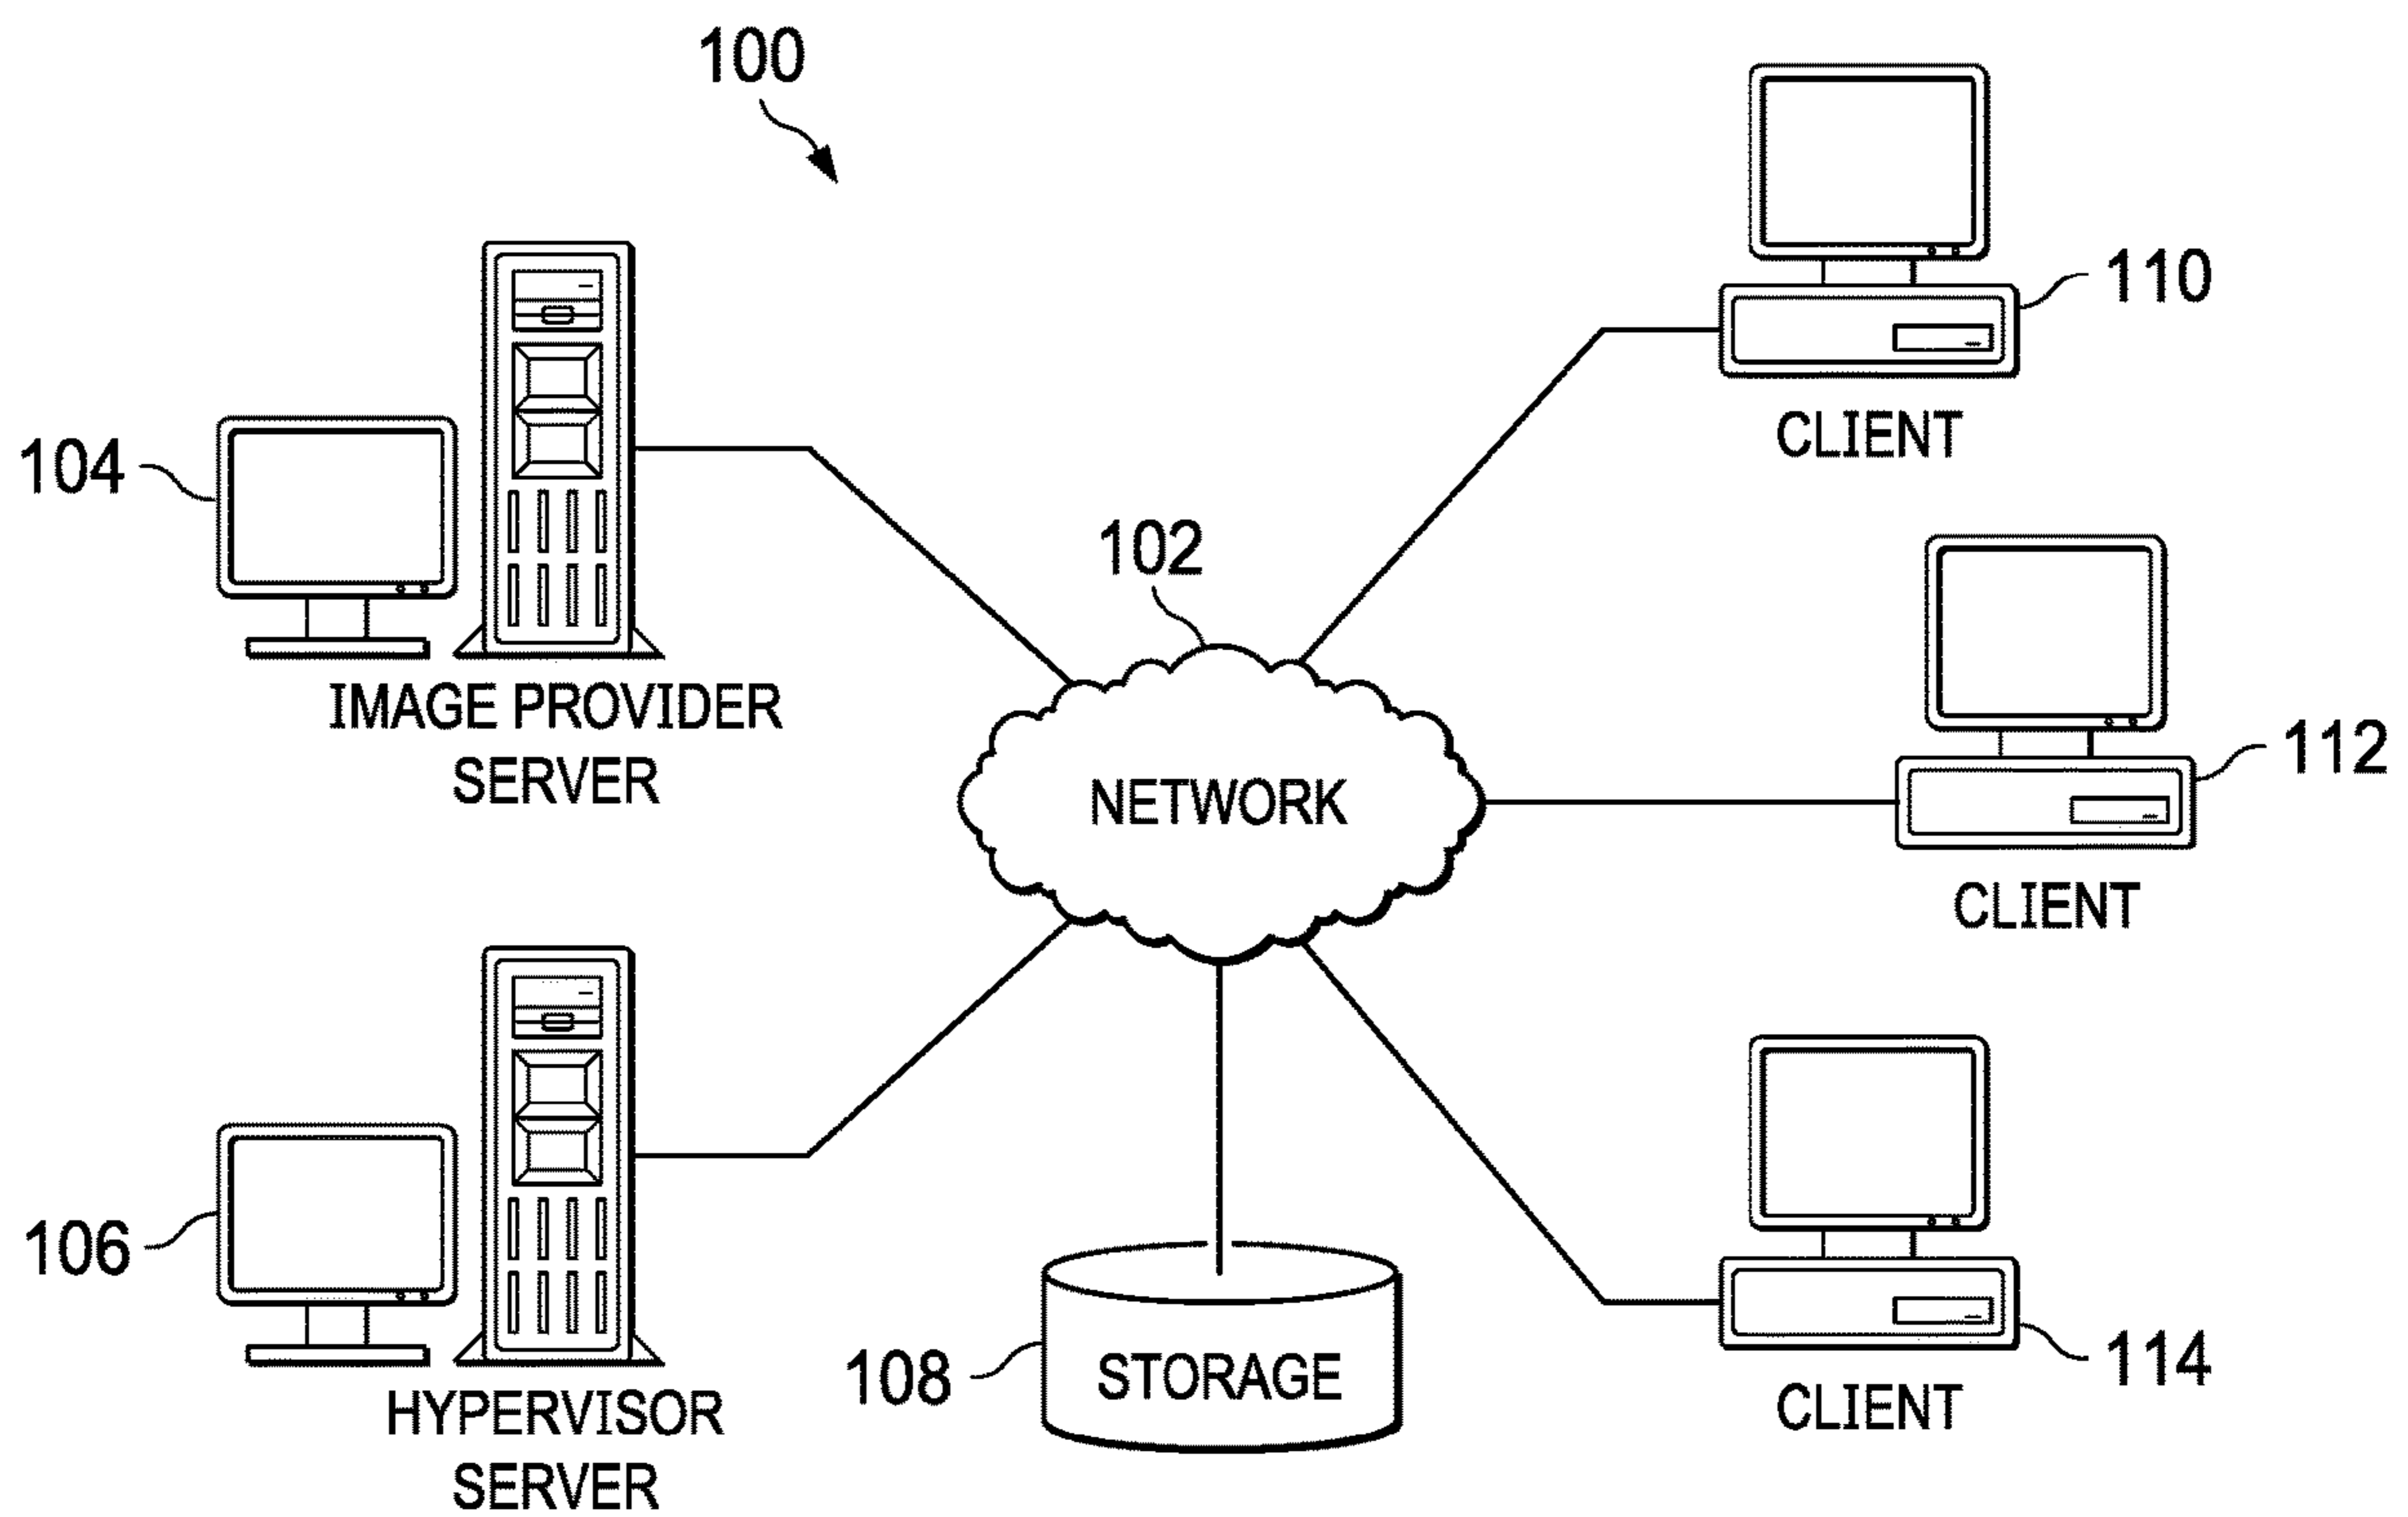 100
110
CLIENT
104
102
IMAGE PROVIDER
SERVER
NETWORK
112
CLIENT
106
108
STORAGE
114
CLIENT
HYPERVISOR
SERVER